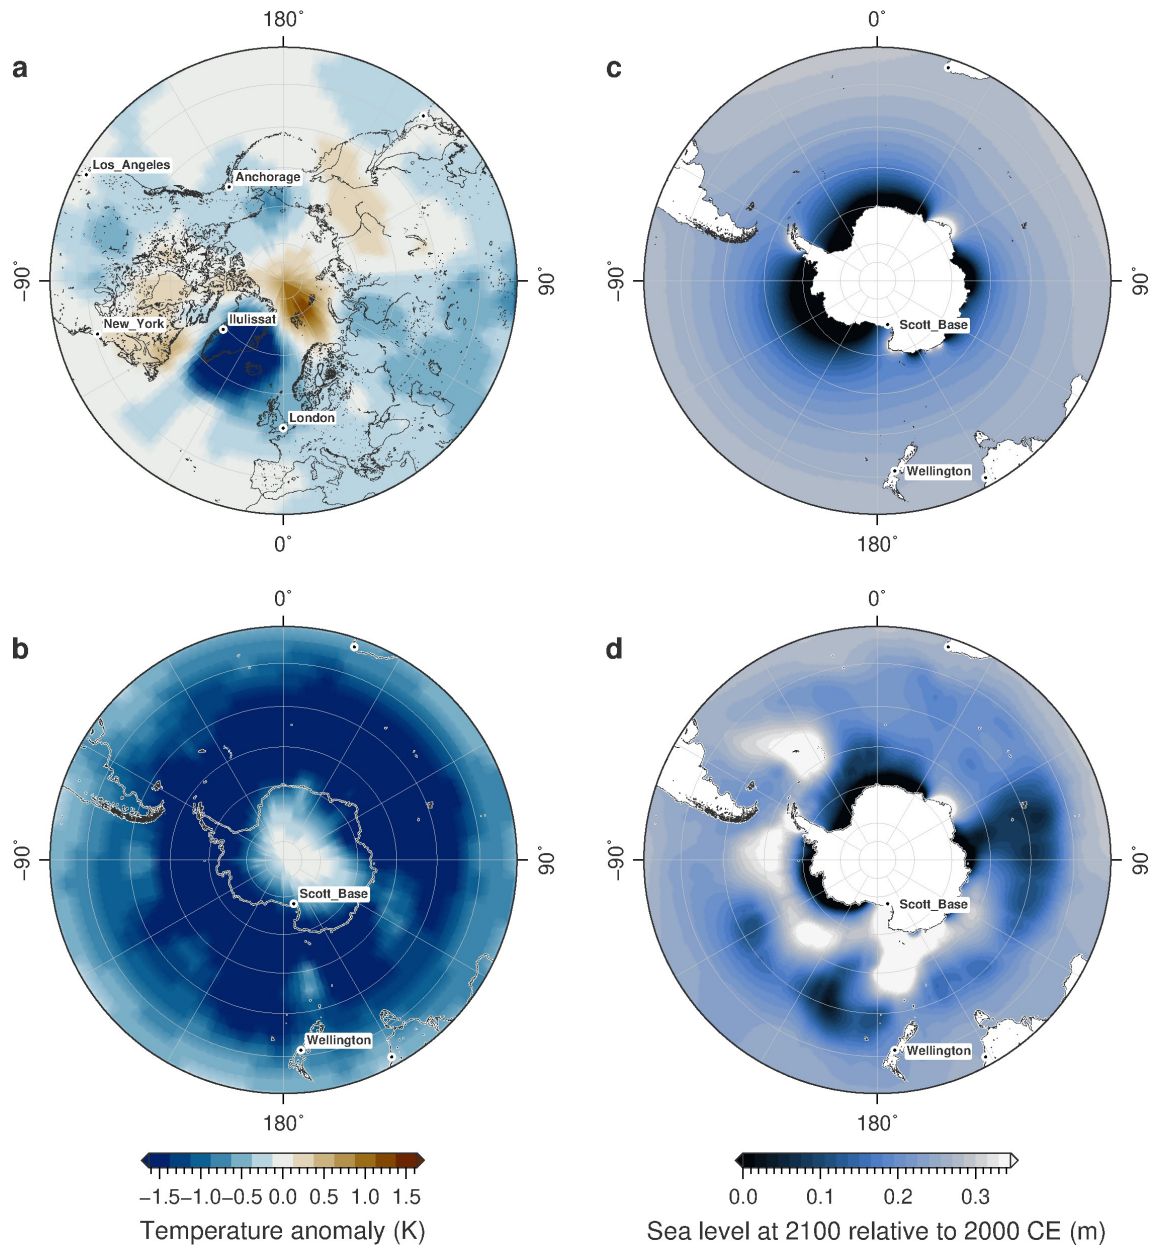 180°
a
Los_Angeles
Anchorage
−90°
90°
New_York
Ilulissat
London
0°
0°
c
−90°
90°
Scott_Base
Wellington
180°
0°
b
−90°
90°
Scott_Base
Wellington
180°
0°
d
−90°
90°
Scott_Base
Wellington
180°
−1.5 −1.0 −0.5 0.0 0.5 1.0 1.5
Temperature anomaly (K)
0.0 0.1 0.2 0.3
Sea level at 2100 relative to 2000 CE (m)